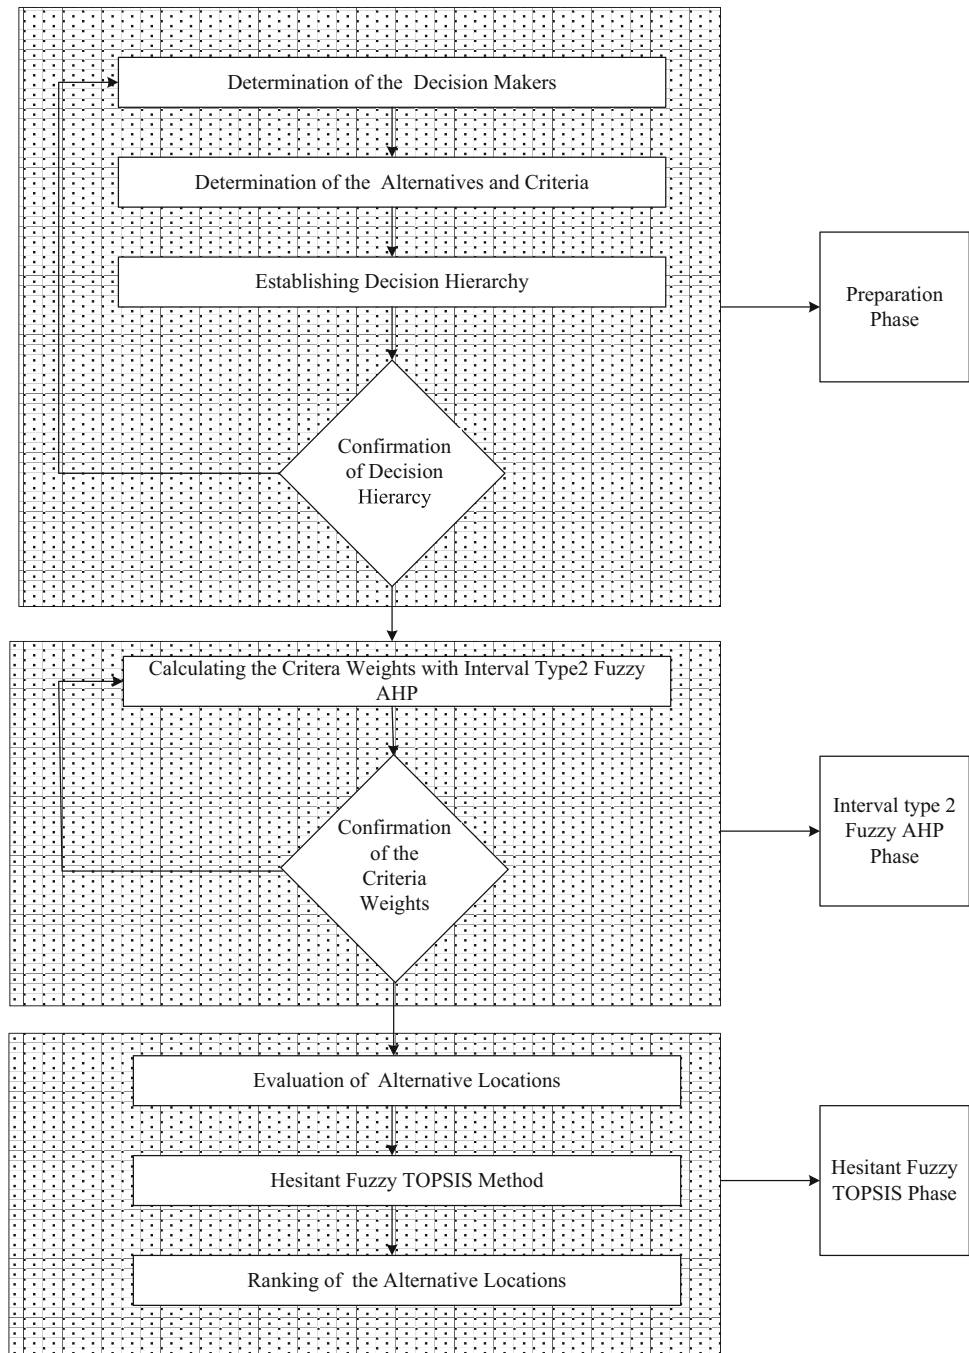 Determination of the Decision Makers
Determination of the Alternatives and Criteria
Establishing Decision Hierarchy
Preparation
Phase
Confirmation
of Decision
Hierarcy
Calculating the Critera Weights with Interval Type2 Fuzzy
AHP
Confirmation
of the
Criteria
Weights
Interval type 2
Fuzzy AHP
Phase
Evaluation of Alternative Locations
Hesitant Fuzzy TOPSIS Method
Ranking of the Alternative Locations
Hesitant Fuzzy
TOPSIS Phase